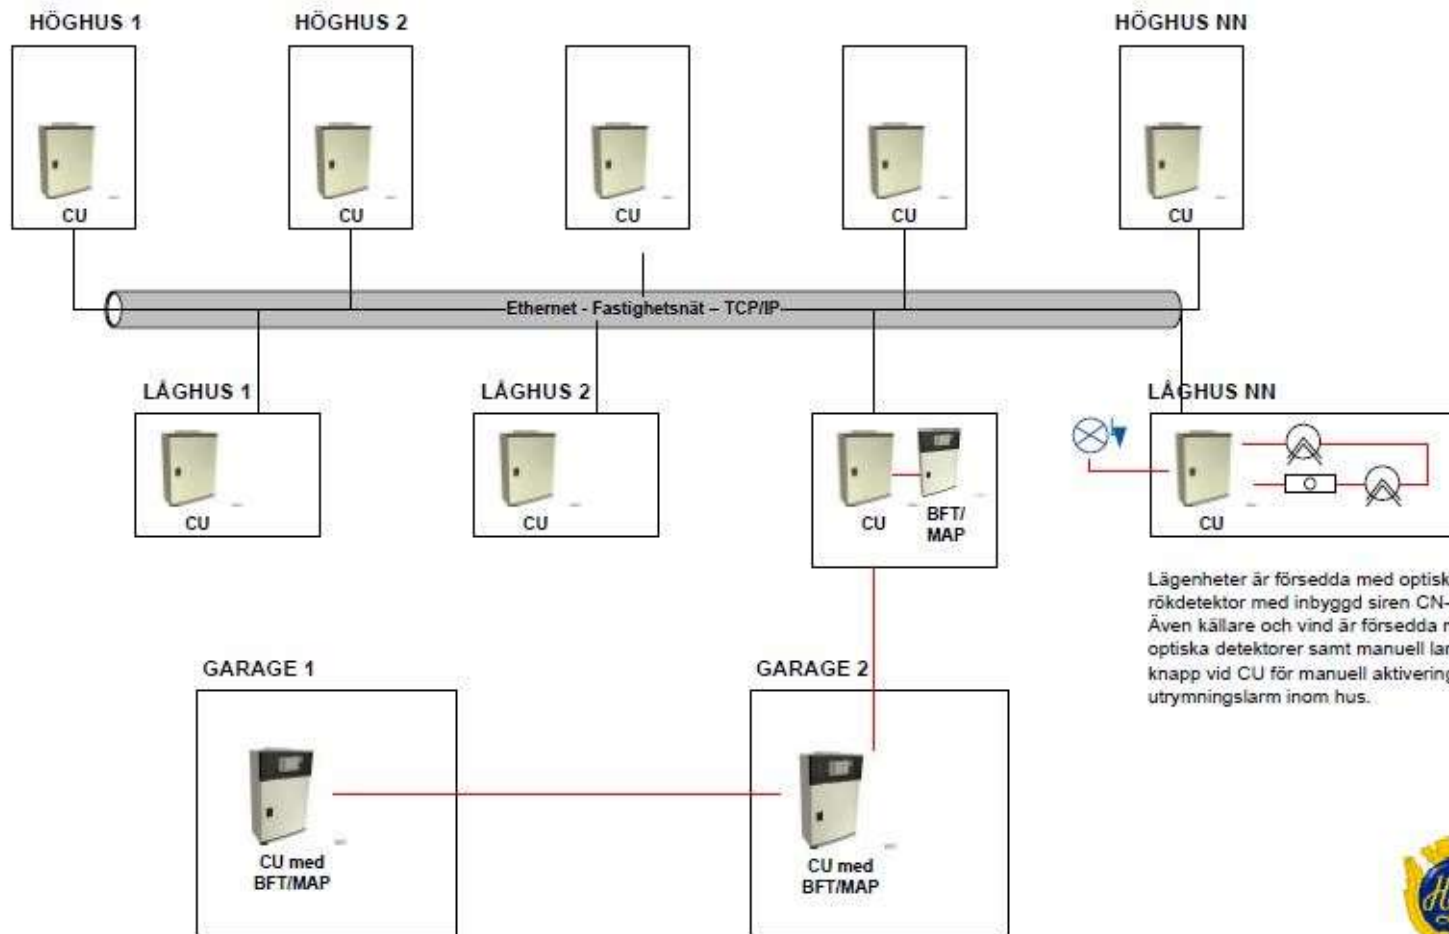 HÖGHUS 1
HÖGHUS 2
HÖGHUS NN
CU
CU
CU
CU
CU
Ethernet - Fastighetsnät – TCP/IP
LÅGHUS 1
LÅGHUS 2
LÅGHUS NN
CU
CU
CU
BFT/
MAP
CU
Lägenheter är försedda med optisk
rökdetektor med inbyggd siren CN-
Även källare och vind är försedda
optiska detektorer samt manuell
knapp vid CU för manuell aktivering
utrymningslarm inom hus.
GARAGE 1
GARAGE 2
CU med
BFT/MAP
CU med
BFT/MAP